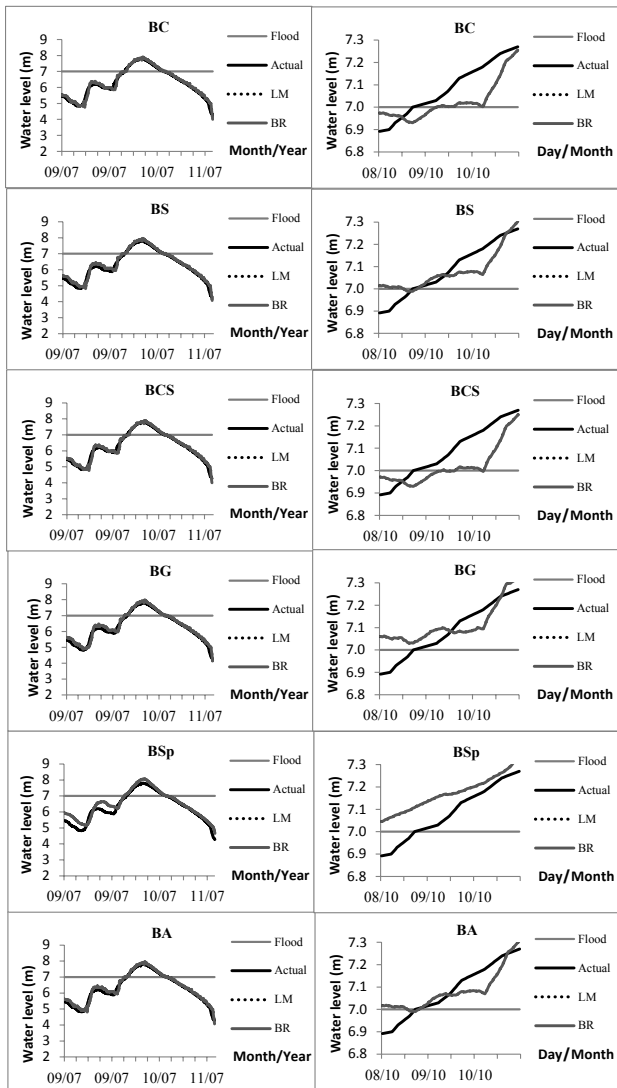 BC
Water level (m)
9
8
7
6
5
4
3
2
09/07 09/07 10/07 11/07
Month/Year
Flood
Actual
LM
BR
BC
Water level (m)
7.3
7.2
7.1
7.0
6.9
6.8
08/10 09/10 10/10
Day/Month
Flood
Actual
LM
BR
BS
Water level (m)
9
8
7
6
5
4
3
2
09/07 09/07 10/07 11/07
Month/Year
Flood
Actual
LM
BR
BS
Water level (m)
7.3
7.2
7.1
7.0
6.9
6.8
08/10 09/10 10/10
Day/Month
Flood
Actual
LM
BR
BCS
Water level (m)
9
8
7
6
5
4
3
2
09/07 09/07 10/07 11/07
Month/Year
Flood
Actual
LM
BR
BCS
Water level (m)
7.3
7.2
7.1
7.0
6.9
6.8
08/10 09/10 10/10
Day/Month
Flood
Actual
LM
BR
BG
Water level (m)
9
8
7
6
5
4
3
2
09/07 09/07 10/07 11/07
Month/Year
Flood
Actual
LM
BR
BG
Water level (m)
7.3
7.2
7.1
7.0
6.9
6.8
08/10 09/10 10/10
Day/Month
Flood
Actual
LM
BR
BSp
Water level (m)
9
8
7
6
5
4
3
2
09/07 09/07 10/07 11/07
Month/Year
Flood
Actual
LM
BR
BSp
Water level (m)
7.3
7.2
7.1
7.0
6.9
6.8
08/10 09/10 10/10
Day/Month
Flood
Actual
LM
BR
BA
Water level (m)
9
8
7
6
5
4
3
2
09/07 09/07 10/07 11/07
Month/Year
Flood
Actual
LM
BR
BA
Water level (m)
7.3
7.2
7.1
7.0
6.9
6.8
08/10 09/10 10/10
Day/Month
Flood
Actual
LM
BR